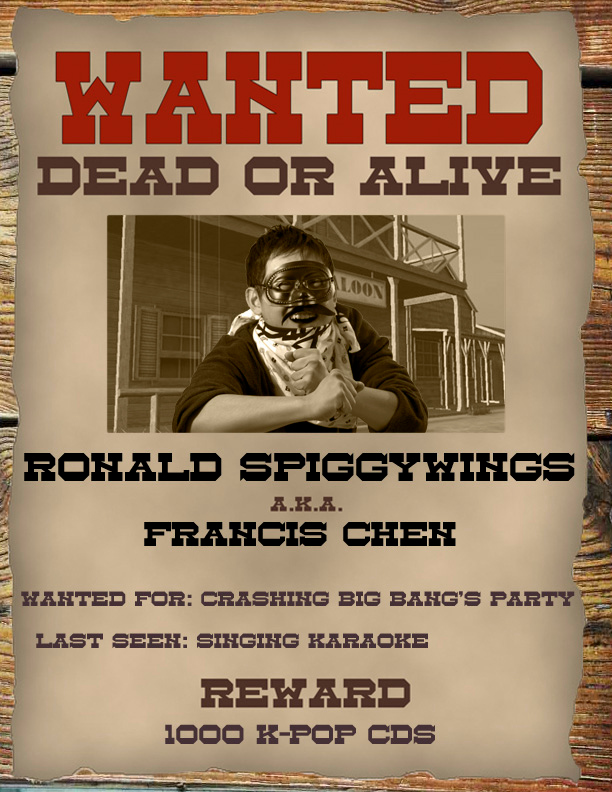 WANTED
DEAD OR ALIVE
ALOON
RONALD SPIGGYWINGS
A.K.A.
FRANCIS CHEN
WANTED FOR: CRASHING BIG BANG'S PARTY
LAST SEEN: SINGING KARAOKE
REWARD
1000 K-POP CDS